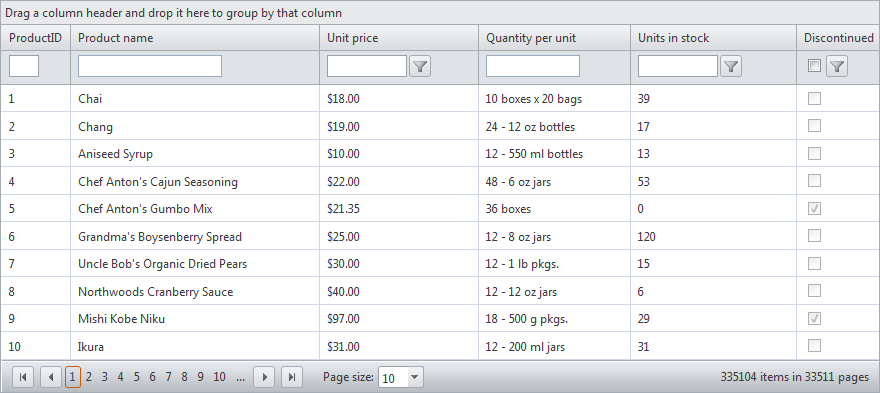 Drag a column header and drop it here to group by that column
ProductID Product name Unit price Quantity per unit Units in stock Discontinued
1 Chai $18.00 10 boxes x 20 bags 39
2 Chang $19.00 24 - 12 oz bottles 17
3 Aniseed Syrup $10.00 12 - 550 ml bottles 13
4 Chef Anton's Cajun Seasoning $22.00 48 - 6 oz jars 53
5 Chef Anton's Gumbo Mix $21.35 36 boxes 0
6 Grandma's Boysenberry Spread $25.00 12 - 8 oz jars 120
7 Uncle Bob's Organic Dried Pears $30.00 12 - 1 lb pkgs. 15
8 Northwoods Cranberry Sauce $40.00 12 - 12 oz jars 6
9 Mishi Kobe Niku $97.00 18 - 500 g pkgs. 29
10 Ikura $31.00 12 - 200 ml jars 31
1 2 3 4 5 6 7 8 9 10 ... Page size: 10 335104 items in 33511 pages